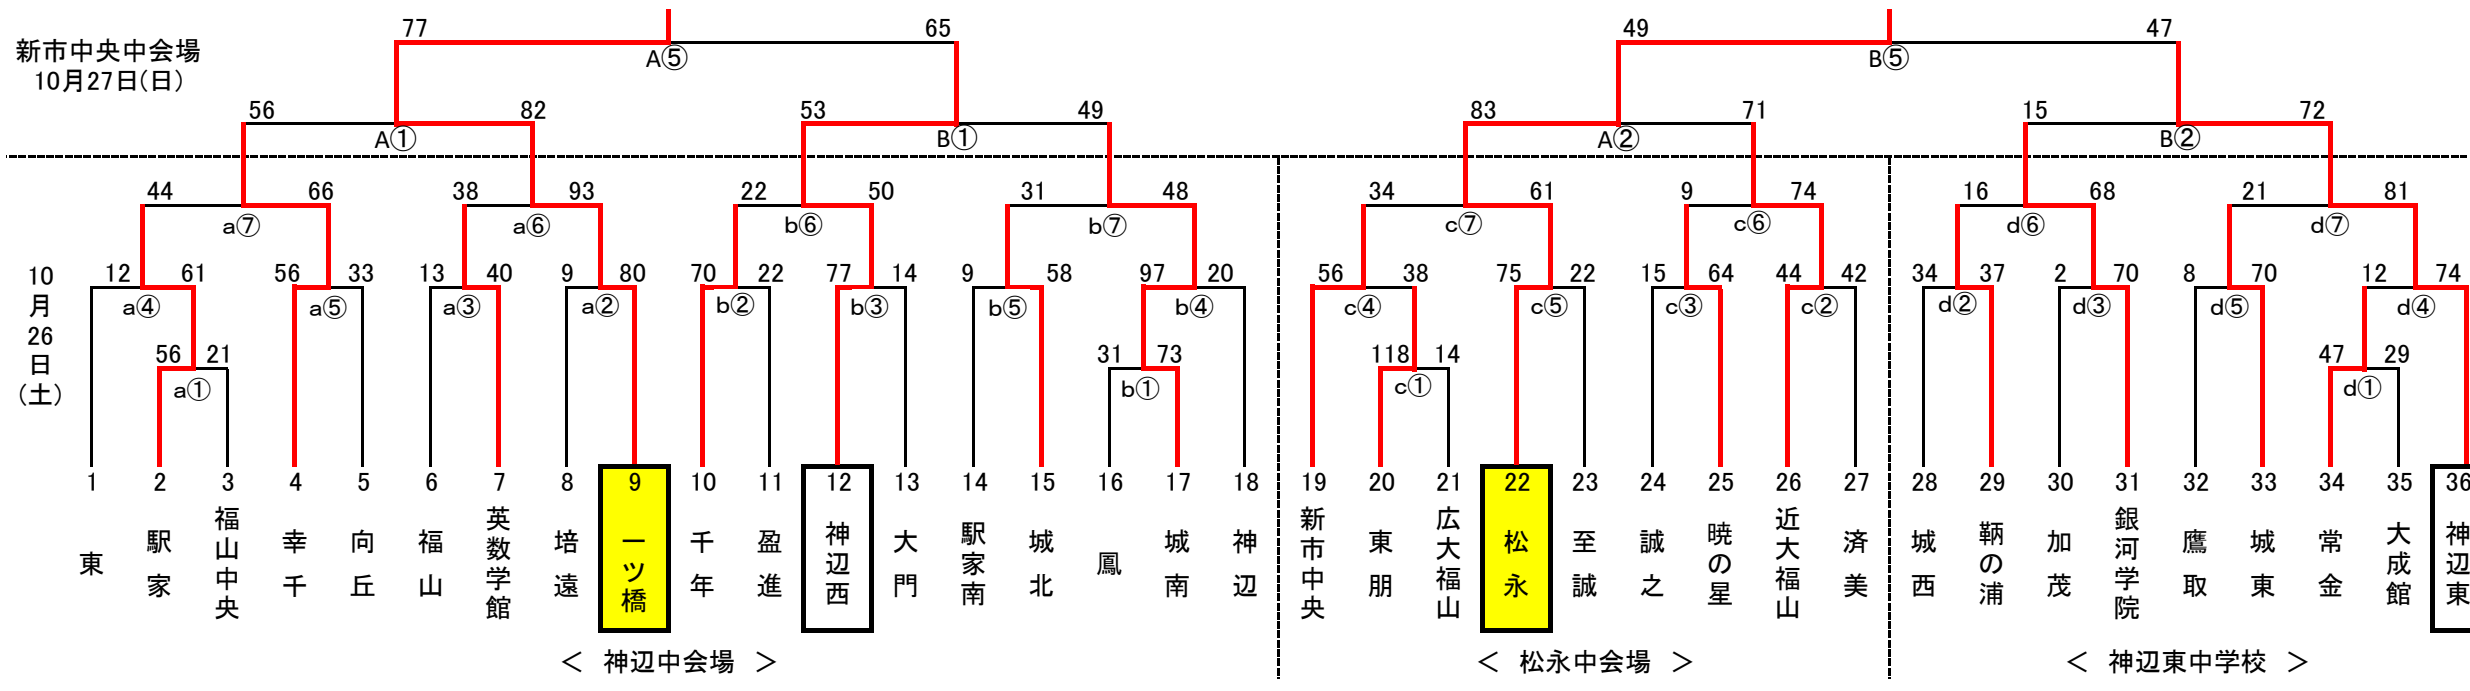 77 65 49 47
新市中央中会場
10月27日(日)
A⑤ B⑤
56 82 53 49 83 71 15 72
A① B① A② B②
44 66 38 93 22 50 31 48 34 61 9 74 16 68 21 81
a⑦ a⑥ b⑥ b⑦ c⑦ c⑥ d⑥ d⑦
10月26日(土)
12 61 56 33 13 40 9 80 70 22 77 14 9 58 97 20 56 38 75 22 15 64 44 42 34 37 2 70 8 70 12 74
a④ a⑤ a③ a② b② b③ b⑤ b④ c④ c⑤ c③ c② d② d③ d⑤ d④
56 21 31 73 118 14 47 29
a① b① c① d①
1 2 3 4 5 6 7 8 9 10 11 12 13 14 15 16 17 18 19 20 21 22 23 24 25 26 27 28 29 30 31 32 33 34 35 36
東
駅家
福山中央
幸千
向丘
福山
英数学館
培遠
一ツ橋
千年
盈進
神辺西
大門
駅家南
城北
鳳
城南
神辺
新市中央
東朋
広大福山
松永
至誠
誠之
暁の星
近大福山
済美
城西
鞆の浦
加茂
銀河学院
鷹取
城東
常金
大成館
神辺東
＜ 神辺中会場 ＞
＜ 松永中会場 ＞
＜ 神辺東中学校 ＞